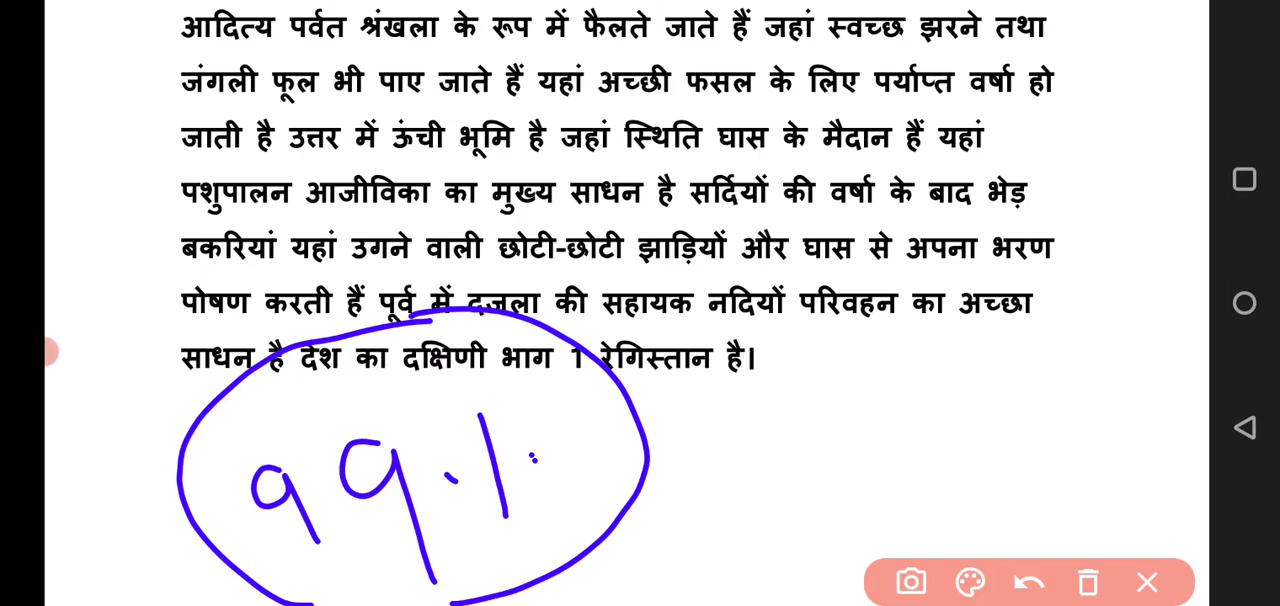 आदित्य पर्वत श्रंखला के रूप में फैलते जाते हैं जहां स्वच्छ झरने तथा
जंगली फूल भी पाए जाते हैं यहां अच्छी फसल के लिए पर्याप्त वर्षा हो
जाती है उत्तर में ऊंची भूमि है जहां स्थिति घास के मैदान हैं यहां
पशुपालन आजीविका का मुख्य साधन है सर्दियों की वर्षा के बाद भेड़
बकरियां यहां उगने वाली छोटी-छोटी झाड़ियों और घास से अपना भरण
पोषण करती हैं पूर्व में दजला की सहायक नदियों परिवहन का अच्छा
साधन है देश का दक्षिणी भाग 1 रेगिस्तान है।
99%